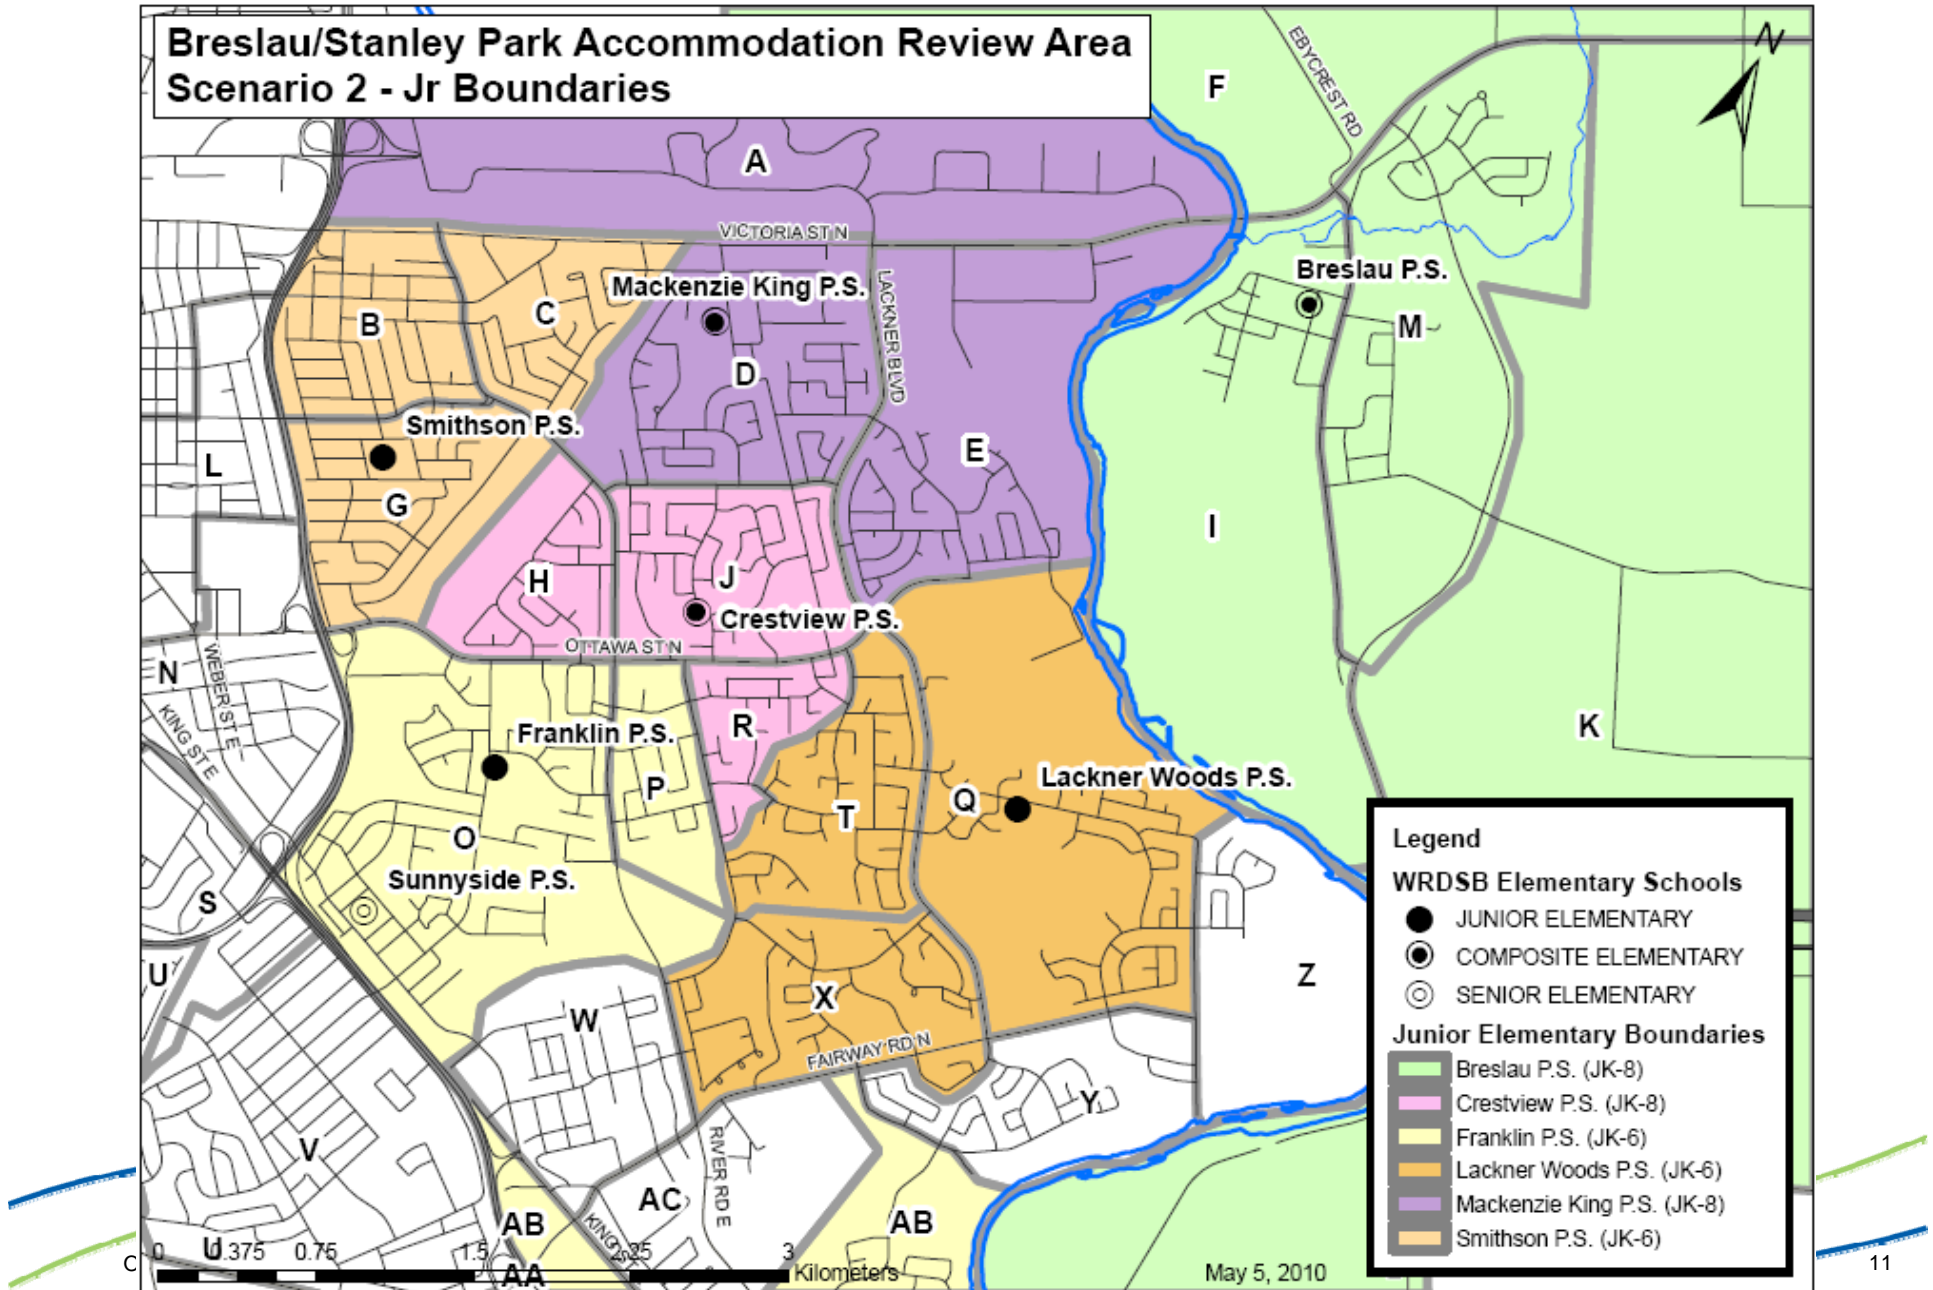 Breslau/Stanley Park Accommodation Review Area
Scenario 2 - Jr Boundaries
F
EBYCREST RD
N
A
VICTORIA ST N
Mackenzie King P.S.
LACKNER BLVD
Breslau P.S.
B
C
M
D
Smithson P.S.
E
L
G
I
H
J
Crestview P.S.
OTTAWA ST N
N
WEBER ST E
KING ST E
Franklin P.S.
R
K
P
Lackner Woods P.S.
Q
T
O
Sunnyside P.S.
S
U
Z
X
W
FAIRWAY RD N
Y
V
RIVER RD E
AC
AB
AB
KING ST
U
AA
0 0.375 0.75 1.5 2.25 3
Kilometers
May 5, 2010
Legend
WRDSB Elementary Schools
JUNIOR ELEMENTARY
COMPOSITE ELEMENTARY
SENIOR ELEMENTARY
Junior Elementary Boundaries
Breslau P.S. (JK-8)
Crestview P.S. (JK-8)
Franklin P.S. (JK-6)
Lackner Woods P.S. (JK-6)
Mackenzie King P.S. (JK-8)
Smithson P.S. (JK-6)
11